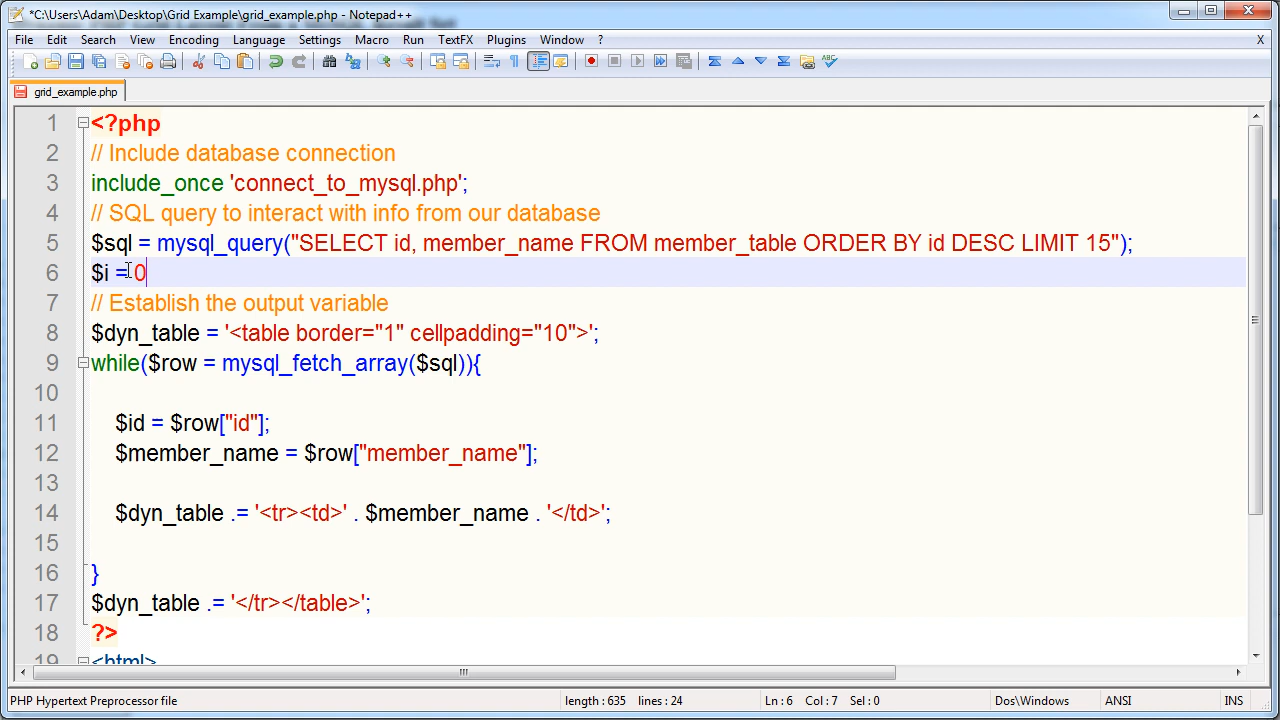 *C:\Users\Adam\Desktop\Grid Example\grid_example.php - Notepad++
File Edit Search View Encoding Language Settings Macro Run TextFX Plugins Window ? X
grid_example.php
1 <?php
2 // Include database connection
3 include_once 'connect_to_mysql.php';
4 // SQL query to interact with info from our database
5 $sql = mysql_query("SELECT id, member_name FROM member_table ORDER BY id DESC LIMIT 15");
6 $i = 0
7 // Establish the output variable
8 $dyn_table = '<table border="1" cellpadding="10">';
9 while($row = mysql_fetch_array($sql)){
10
11 $id = $row["id"];
12 $member_name = $row["member_name"];
13
14 $dyn_table .= '<tr><td>' . $member_name . '</td>';
15
16 }
17 $dyn_table .= '</tr></table>';
18 ?>
19 <html>
PHP Hypertext Preprocessor file length : 635 lines : 24 Ln : 6 Col : 7 Sel : 0 Dos\Windows ANSI INS